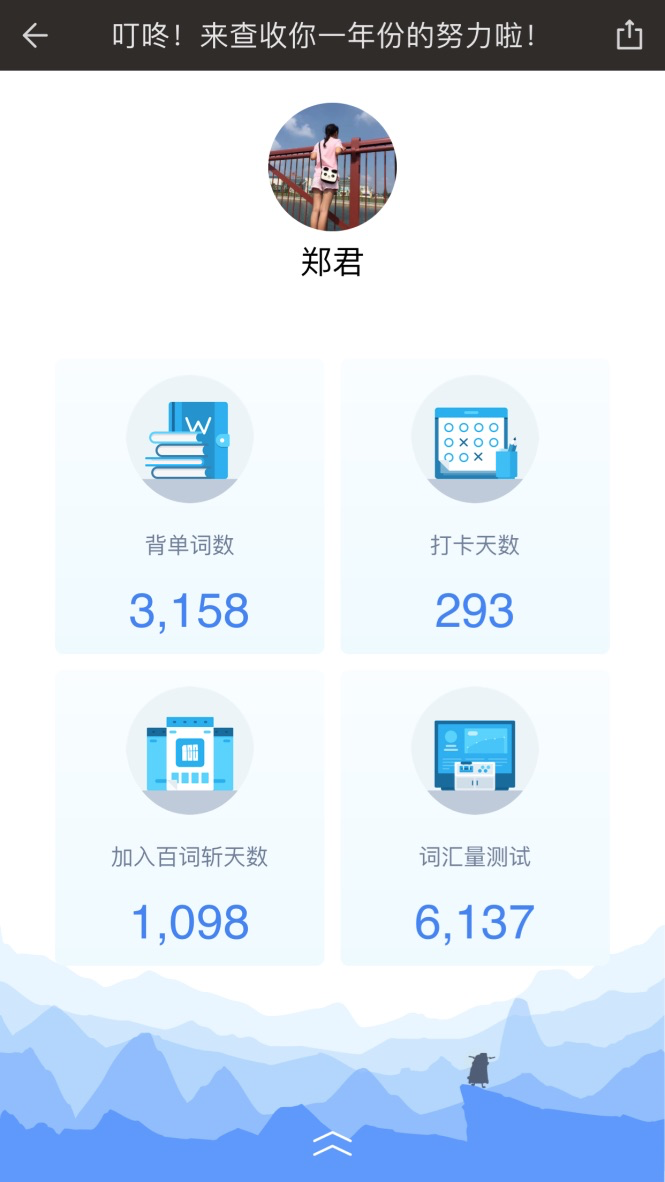 叮咚！来查收你一年份的努力啦！
郑君
W
背单词数
3,158
打卡天数
293
加入百词斩天数
1,098
词汇量测试
6,137